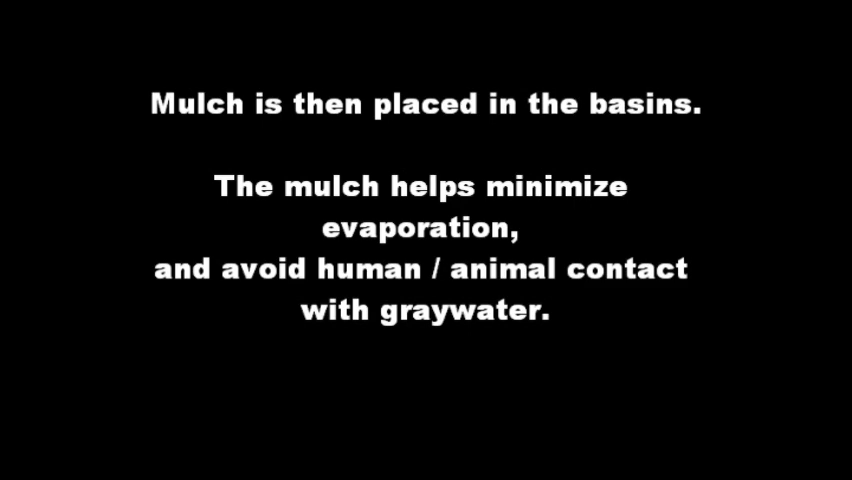 Mulch is then placed in the basins.
The mulch helps minimize
evaporation,
and avoid human / animal contact
with graywater.